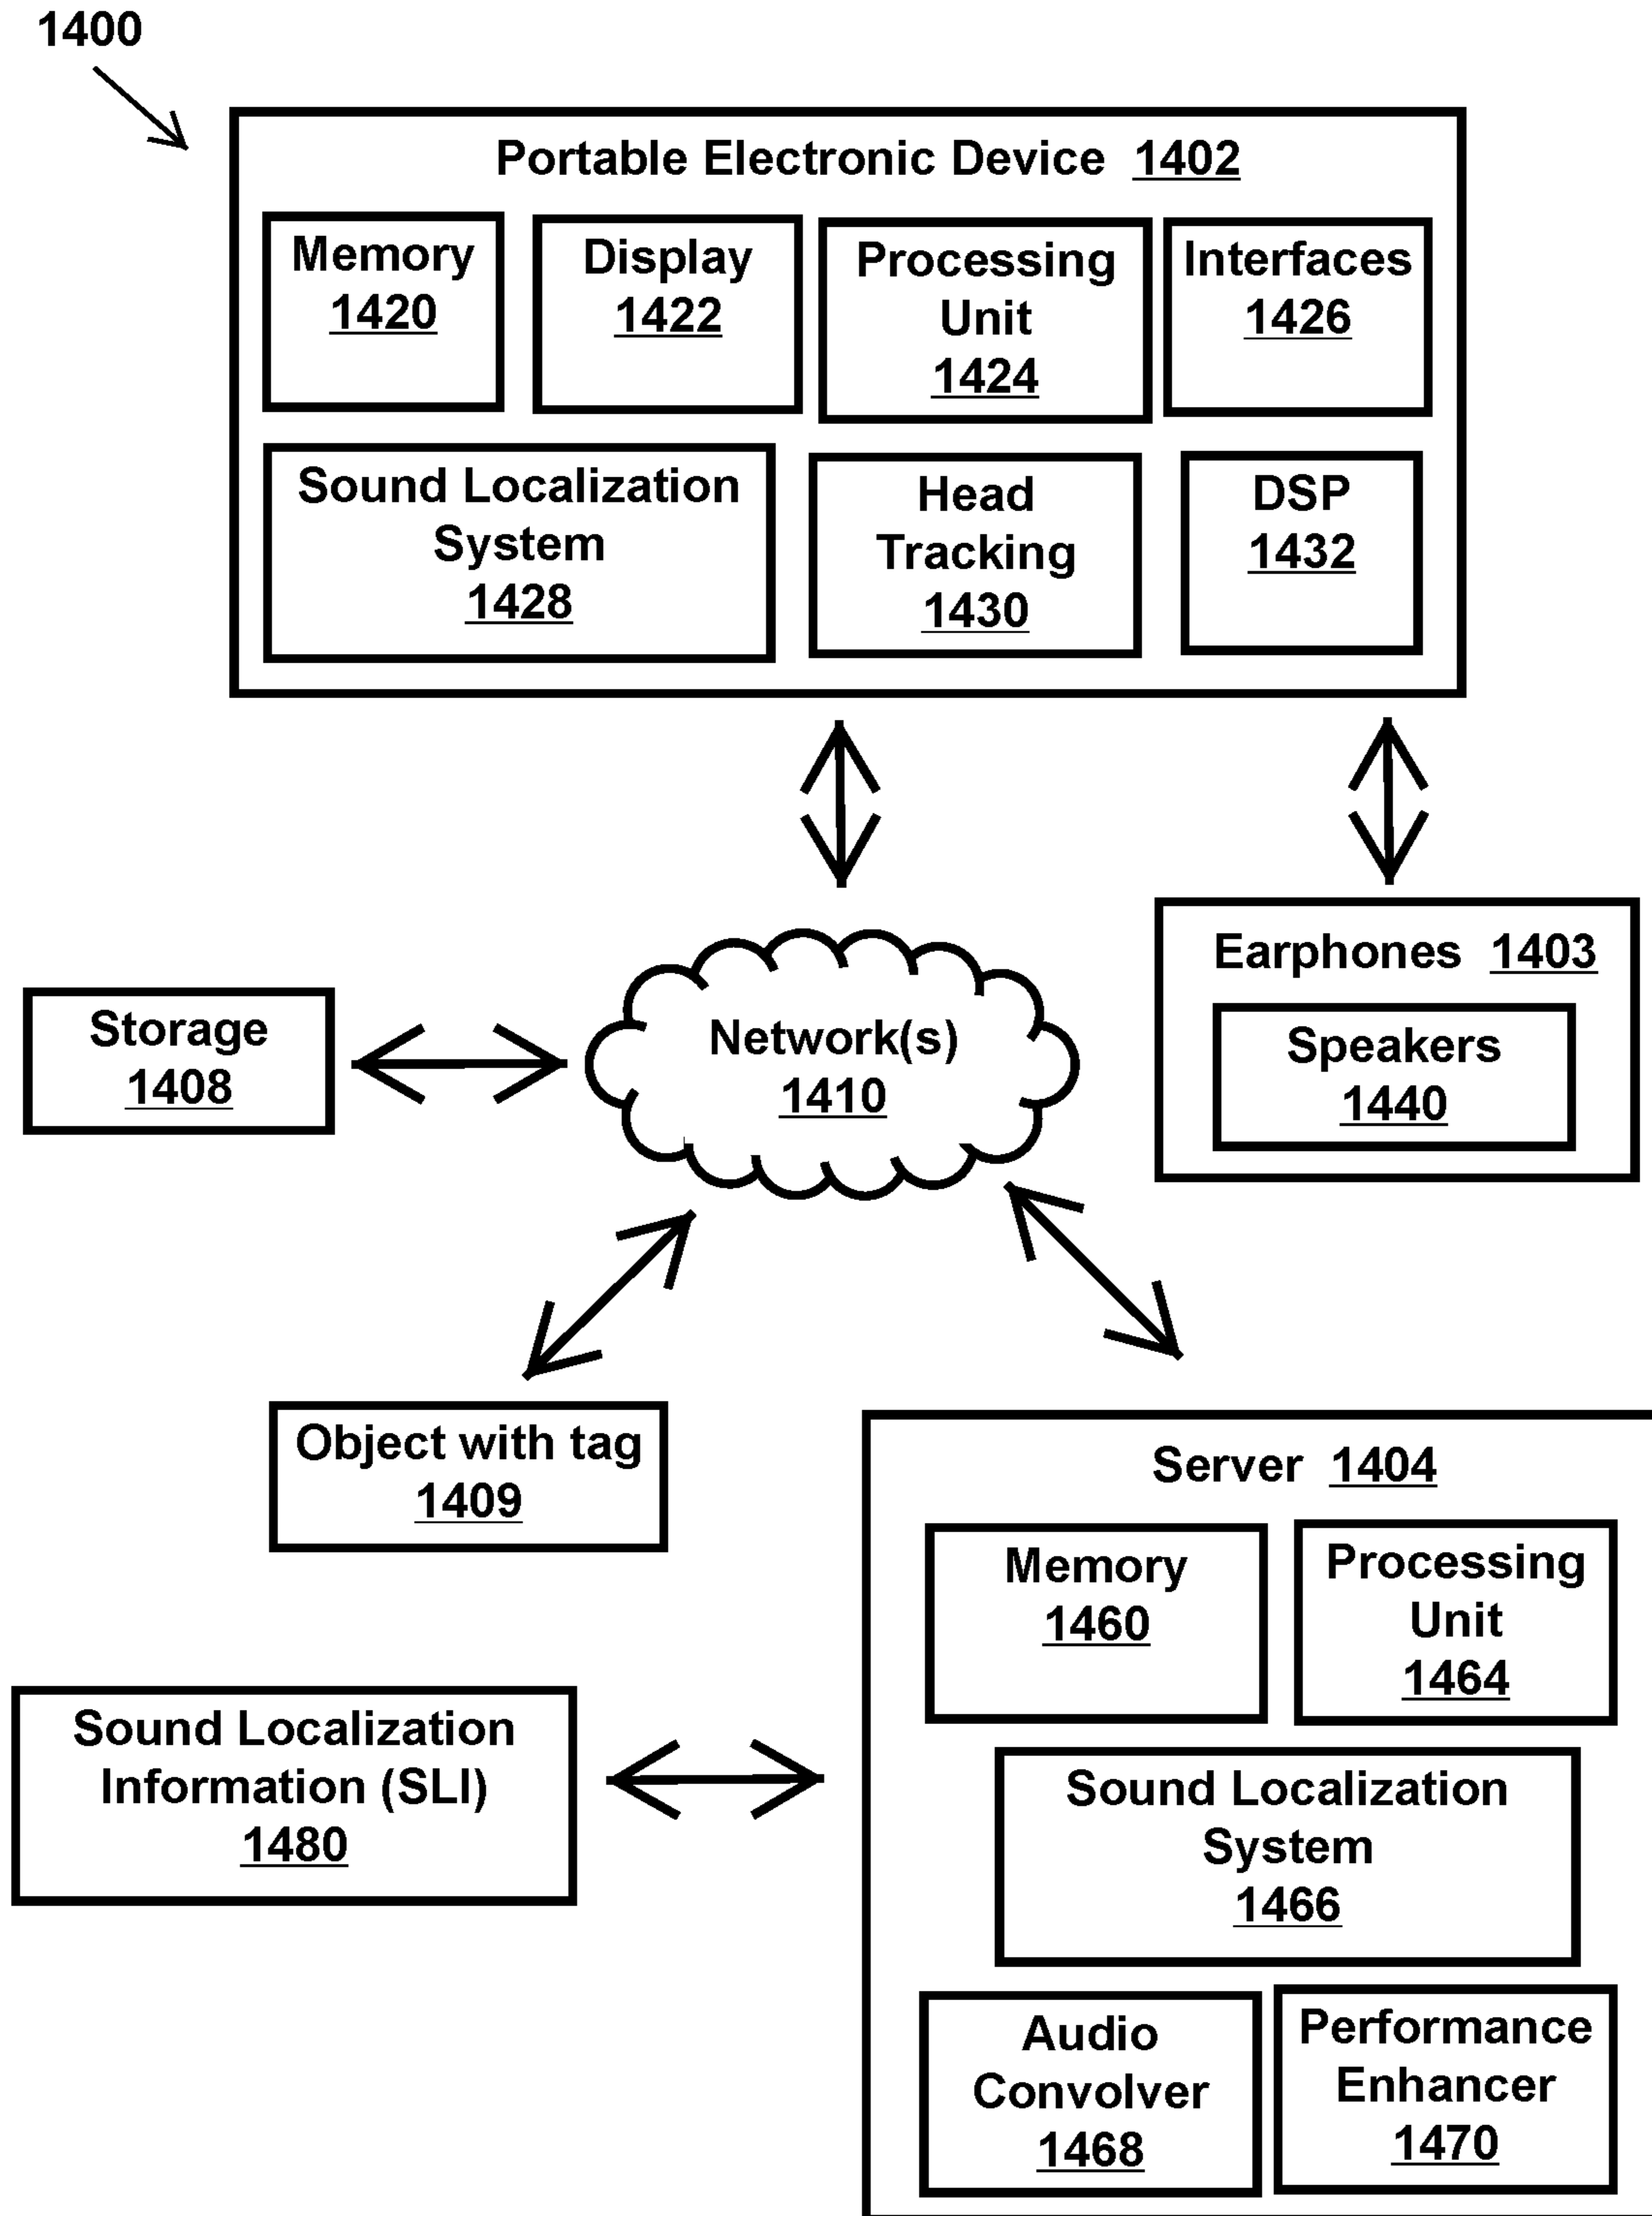 1400
Portable Electronic Device 1402
Memory
1420
Display
1422
Processing
Unit
1424
Interfaces
1426
Sound Localization
System
1428
Head
Tracking
1430
DSP
1432
Earphones 1403
Speakers
1440
Storage
1408
Network(s)
1410
Object with tag
1409
Server 1404
Memory
1460
Processing
Unit
1464
Sound Localization
Information (SLI)
1480
Sound Localization
System
1466
Audio
Convolver
1468
Performance
Enhancer
1470